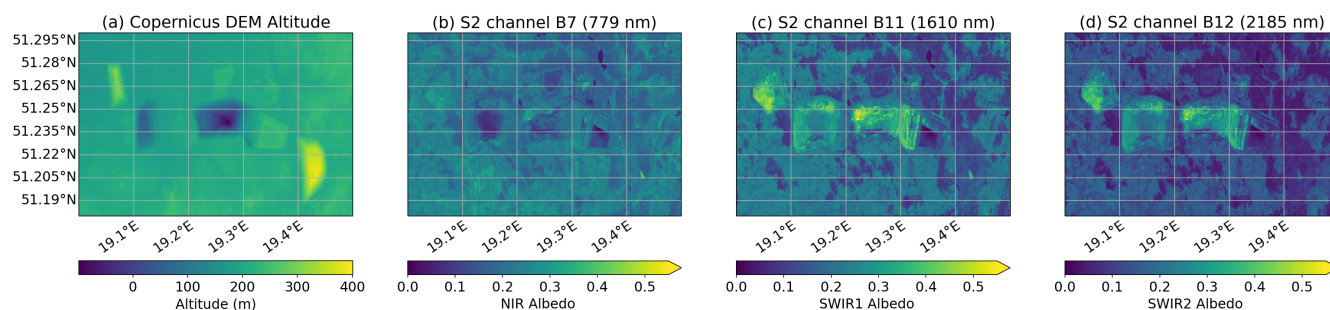 (a) Copernicus DEM Altitude
(b) S2 channel B7 (779 nm)
(c) S2 channel B11 (1610 nm)
(d) S2 channel B12 (2185 nm)
51.295°N
51.28°N
51.265°N
51.25°N
51.235°N
51.22°N
51.205°N
51.19°N
19.1°E 19.2°E 19.3°E 19.4°E
19.1°E 19.2°E 19.3°E 19.4°E
19.1°E 19.2°E 19.3°E 19.4°E
19.1°E 19.2°E 19.3°E 19.4°E
0 100 200 300 400
Altitude (m)
0.0 0.1 0.2 0.3 0.4 0.5
NIR Albedo
0.0 0.1 0.2 0.3 0.4 0.5
SWIR1 Albedo
0.0 0.1 0.2 0.3 0.4 0.5
SWIR2 Albedo